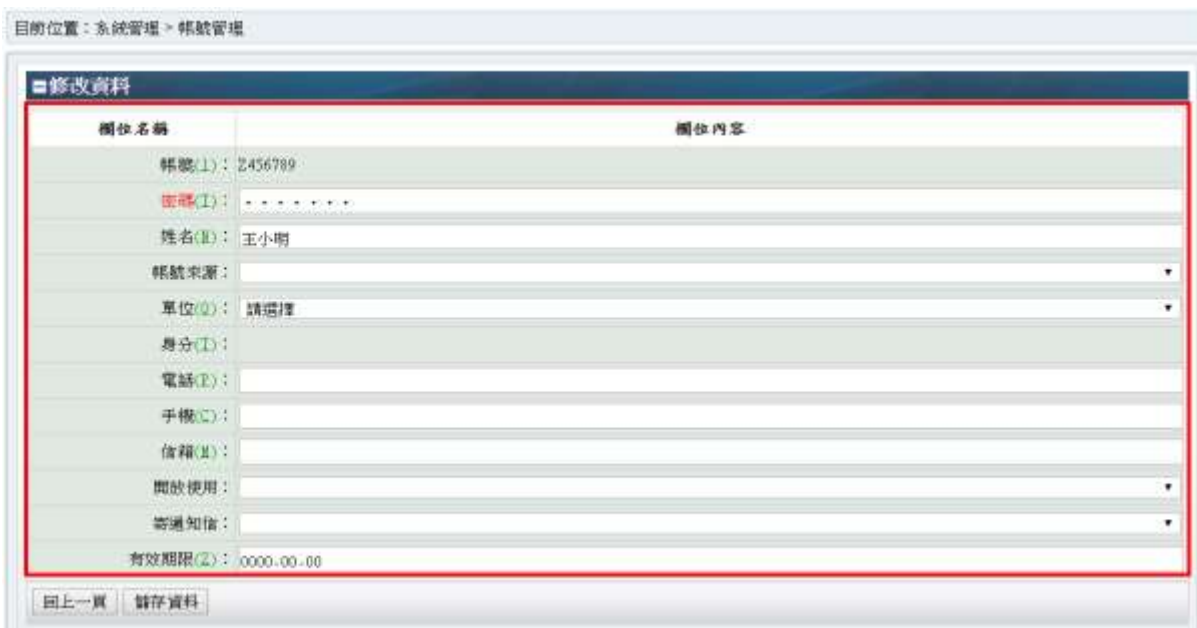 目前位置：系統管理 > 帳號管理
修改資料
欄位名稱 欄位內容
帳號(I)： Z456789
密碼(I)： .......
姓名(N)： 王小明
帳號來源：
單位(O)： 請選擇
身分(T)：
電話(P)：
手機(C)：
信箱(M)：
開放使用：
寄通知信：
有效期限(Z)： 0000-00-00
回上一頁 儲存資料